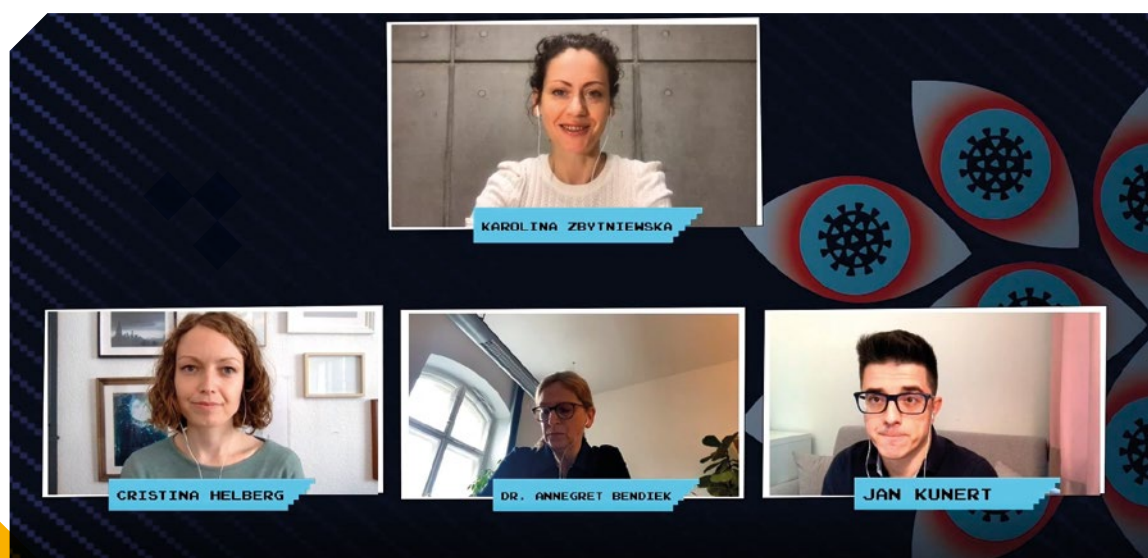 KAROLINA ZBYTNIEWSKA
CRISTINA HELBERG
DR. ANNEGRET BENDIEK
JAN KUNERT